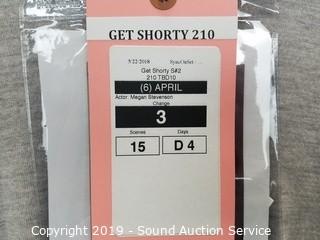 GET SHORTY 210
5/22/2018
Get Shorty S#2
210 TBD10
(6) APRIL
Actor: Megan Stevenson
Change
3
Scenes Days
15 D 4
Copyright 2019 - Sound Auction Service